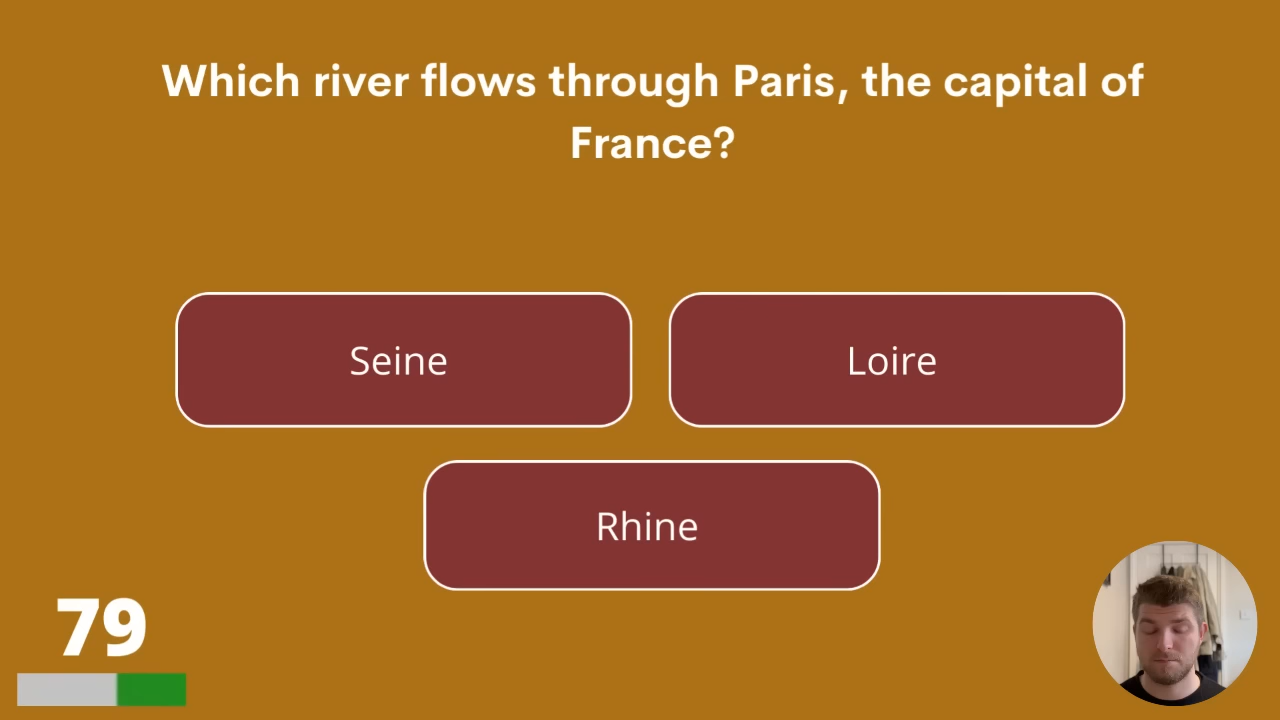 Which river flows through Paris, the capital of
France?
Seine
Loire
Rhine
79